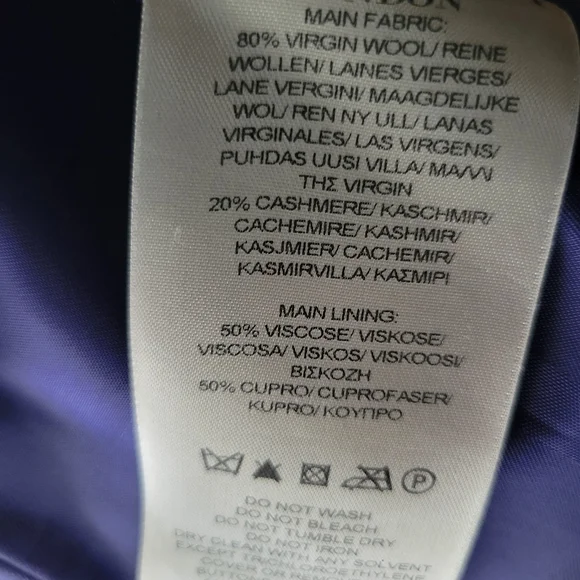 MAIN FABRIC:
80% VIRGIN WOOL/ REINE
WOLLEN/ LAINES VIERGES/
LANE VERGINI/ MAAGDELIJKE
WOL/ REN NY ULL/ LANAS
VIRGINALES/ LAS VIRGENS/
PUHDAS UUSI VILLA/ ΜΑΛΛΙ
ΤΗΣ VIRGIN
20% CASHMERE/ KASCHMIR/
CACHEMIRE/ KASHMIR/
KASJMIER/ CACHEMIR/
KASMIRVILLA/ ΚΑΣΜΙΡΙ
MAIN LINING:
50% VISCOSE/ VISKOSE/
VISCOSA/ VISKOS/ VISKOOSI/
ΒΙΣΚΟΖΗ
50% CUPRO/ CUPROFASER/
KUPRO/ ΚΟΥΠΡΟ
P
DO NOT WASH
DO NOT BLEACH
DO NOT TUMBLE DRY
DO NOT IRON
DRY CLEAN WITH ANY SOLVENT
EXCEPT TRICHLOROETHYLENE
COVER OR